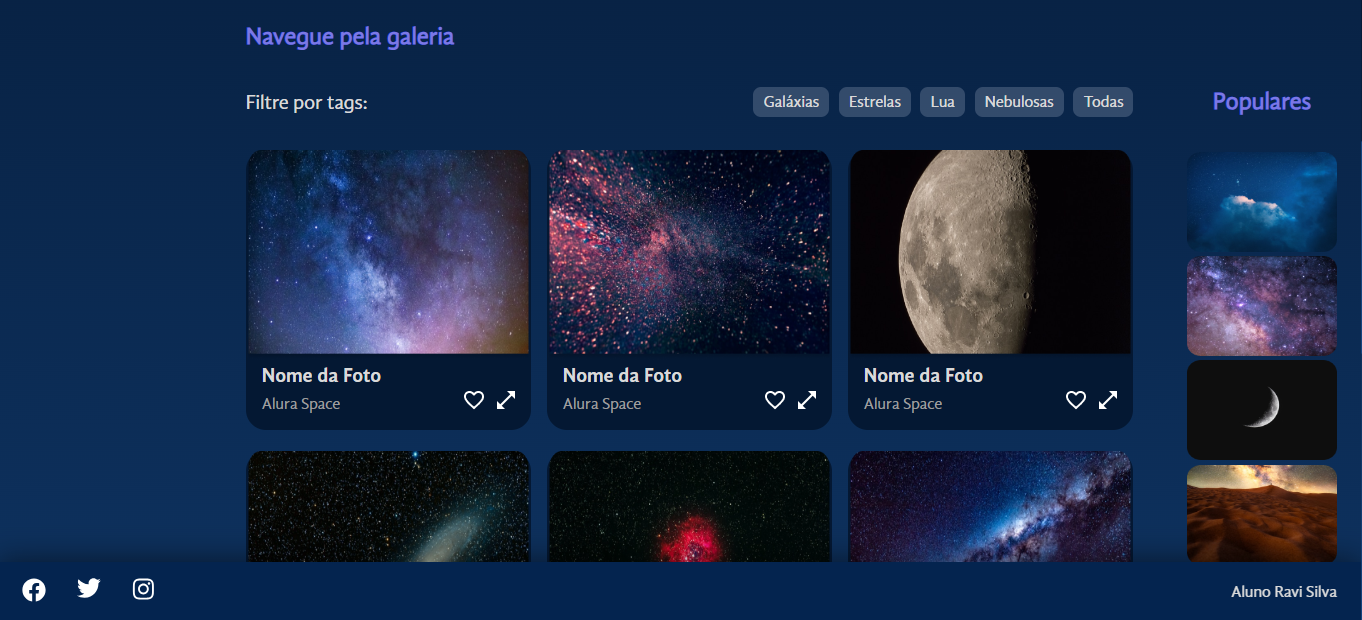 Navegue pela galeria
Filtre por tags:
Galáxias
Estrelas
Lua
Nebulosas
Todas
Populares
Nome da Foto
Alura Space
Nome da Foto
Alura Space
Nome da Foto
Alura Space
Aluno Ravi Silva